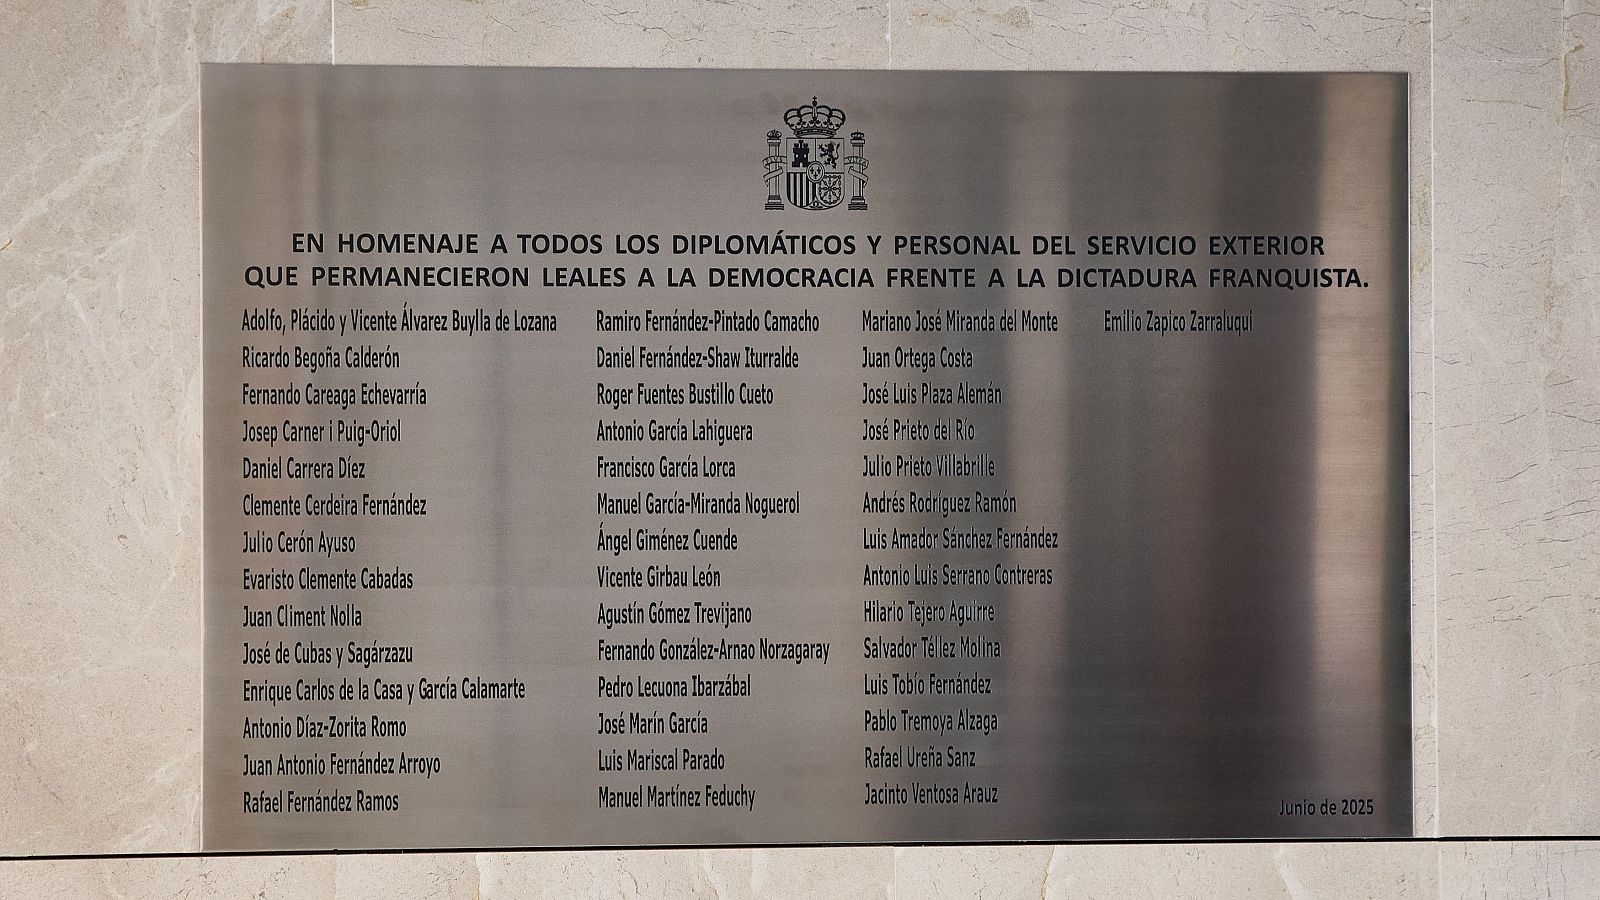 EN HOMENAJE A TODOS LOS DIPLOMÁTICOS Y PERSONAL DEL SERVICIO EXTERIOR
QUE PERMANECIERON LEALES A LA DEMOCRACIA FRENTE A LA DICTADURA FRANQUISTA.
Adolfo, Plácido y Vicente Álvarez Buylla de Lozana
Ricardo Begoña Calderón
Fernando Careaga Echevarría
Josep Carner i Puig-Oriol
Daniel Carrera Díez
Clemente Cerdeira Fernández
Julio Cerón Ayuso
Evaristo Clemente Cabadas
Juan Climent Nolla
José de Cubas y Sagárzazu
Enrique Carlos de la Casa y García Calamarte
Antonio Díaz-Zorita Romo
Juan Antonio Fernández Arroyo
Rafael Fernández Ramos
Ramiro Fernández-Pintado Camacho
Daniel Fernández-Shaw Iturralde
Roger Fuentes Bustillo Cueto
Antonio García Lahiguera
Francisco García Lorca
Manuel García-Miranda Noguerol
Ángel Giménez Cuende
Vicente Girbau León
Agustín Gómez Trevijano
Fernando González-Arnao Norzagaray
Pedro Lecuona Ibarzábal
José Marín García
Luis Mariscal Parado
Manuel Martínez Feduchy
Mariano José Miranda del Monte
Juan Ortega Costa
José Luis Plaza Alemán
José Prieto del Río
Julio Prieto Villabrille
Andrés Rodríguez Ramón
Luis Amador Sánchez Fernández
Antonio Luis Serrano Contreras
Hilario Tejero Aguirre
Salvador Téllez Molina
Luis Tobío Fernández
Pablo Tremoya Alzaga
Rafael Ureña Sanz
Jacinto Ventosa Arauz
Emilio Zapico Zarraluqui
Junio de 2025